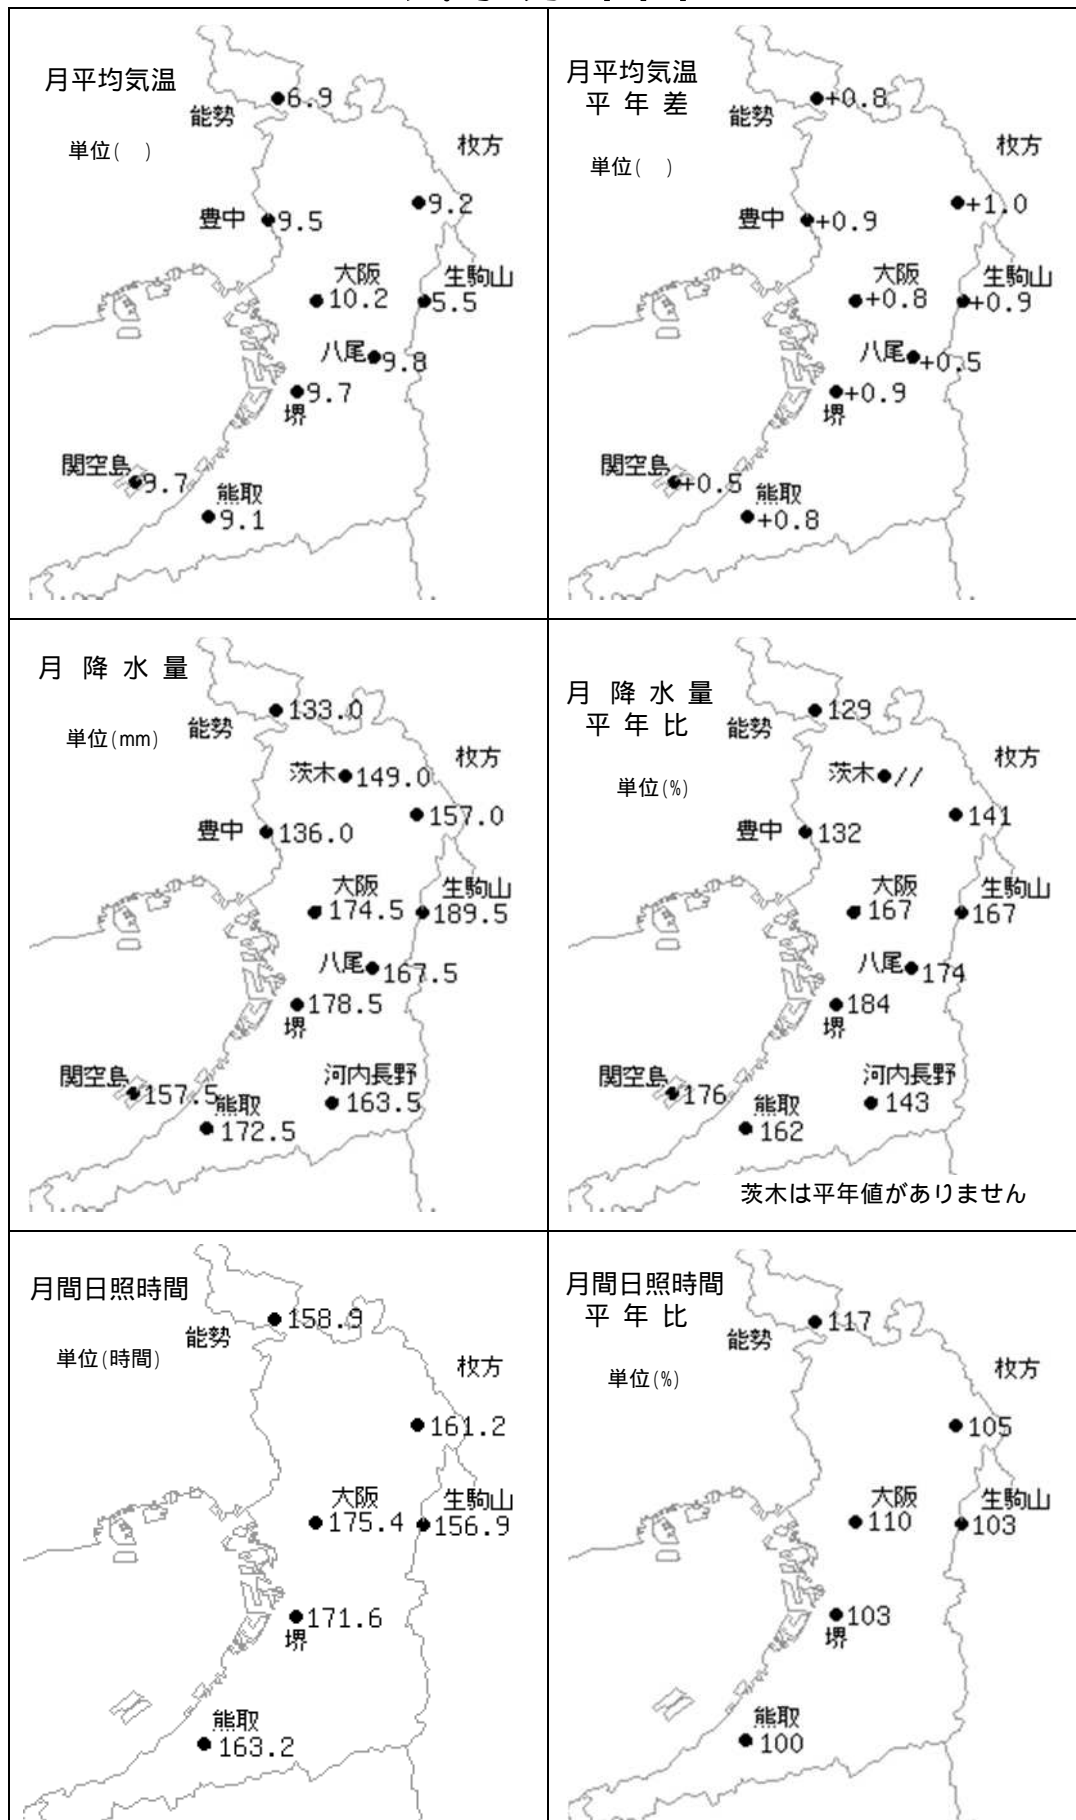 月平均気温
単位( )
能勢
6.9
枚方
9.2
豊中
9.5
大阪
10.2
生駒山
5.5
八尾
9.8
9.7
堺
関空島
9.7
熊取
9.1
月平均気温
平 年 差
単位( )
能勢
+0.8
枚方
+1.0
豊中
+0.9
大阪
+0.8
生駒山
+0.9
八尾
+0.5
+0.9
堺
関空島
+0.5
熊取
+0.8
月 降 水 量
単位(mm)
能勢
133.0
茨木
149.0
枚方
157.0
豊中
136.0
大阪
174.5
生駒山
189.5
八尾
167.5
178.5
堺
関空島
157.5
熊取
172.5
河内長野
163.5
月 降 水 量
平 年 比
単位(%)
能勢
129
茨木
//
枚方
141
豊中
132
大阪
167
生駒山
167
八尾
174
184
堺
関空島
176
熊取
162
河内長野
143
茨木は平年値がありません
月間日照時間
単位(時間)
能勢
158.9
枚方
161.2
大阪
175.4
生駒山
156.9
171.6
堺
熊取
163.2
月間日照時間
平 年 比
単位(%)
能勢
117
枚方
105
大阪
110
生駒山
103
103
堺
熊取
100